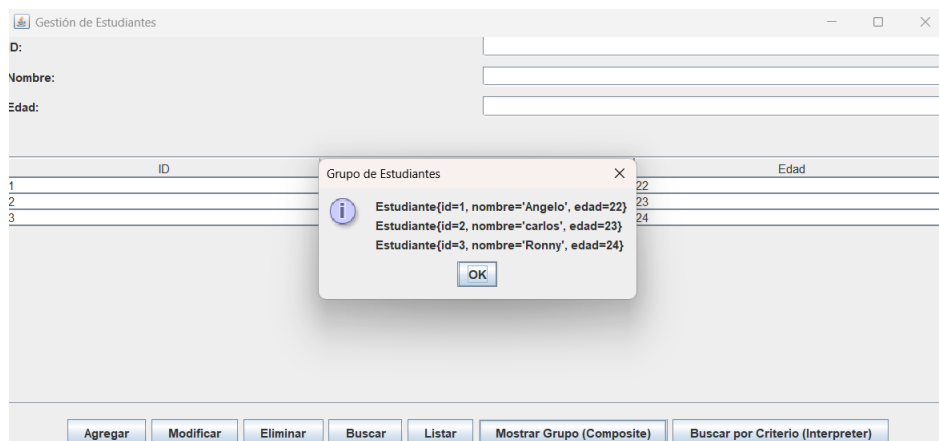 Gestión de Estudiantes
ID:
Nombre:
Edad:
ID Edad
Grupo de Estudiantes
1 22
2 23
3 24
Estudiante{id=1, nombre='Angelo', edad=22}
Estudiante{id=2, nombre='carlos', edad=23}
Estudiante{id=3, nombre='Ronny', edad=24}
OK
Agregar Modificar Eliminar Buscar Listar Mostrar Grupo (Composite) Buscar por Criterio (Interpreter)